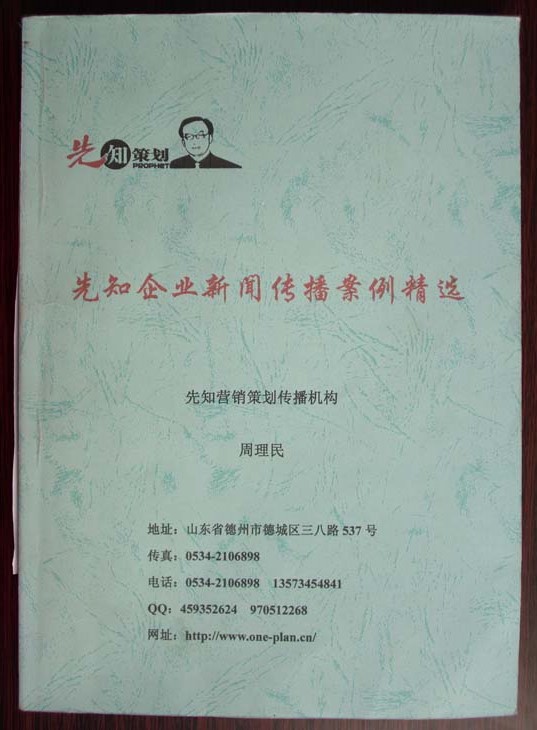 先知策划
PROPHET
先知企业新闻传播案例精选
先知营销策划传播机构
周理民
地址：山东省德州市德城区三八路 537 号
传真：0534-2106898
电话：0534-2106898 13573454841
QQ：459352624 970512268
网址：http://www.one-plan.cn/